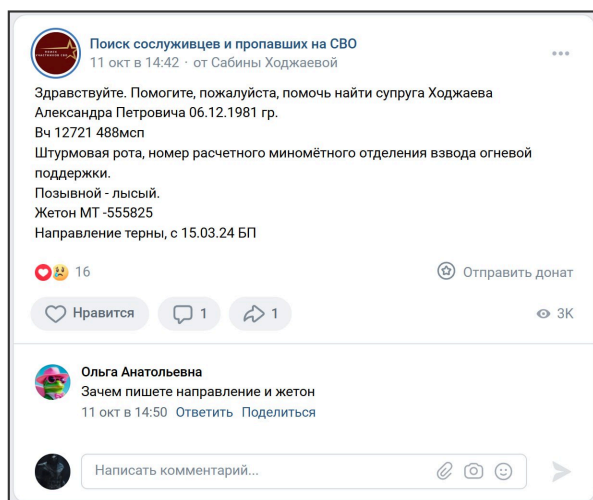 Поиск сослуживцев и пропавших на СВО
11 окт в 14:42 · от Сабины Ходжаевой
Здравствуйте. Помогите, пожалуйста, помочь найти супруга Ходжаева
Александра Петровича 06.12.1981 гр.
Вч 12721 488мсп
Штурмовая рота, номер расчетного миномётного отделения взвода огневой
поддержки.
Позывной - лысый.
Жетон МТ -555825
Направление терны, с 15.03.24 БП
16
Отправить донат
Нравится 1 1 3K
Ольга Анатольевна
Зачем пишете направление и жетон
11 окт в 14:50 Ответить Поделиться
Написать комментарий...